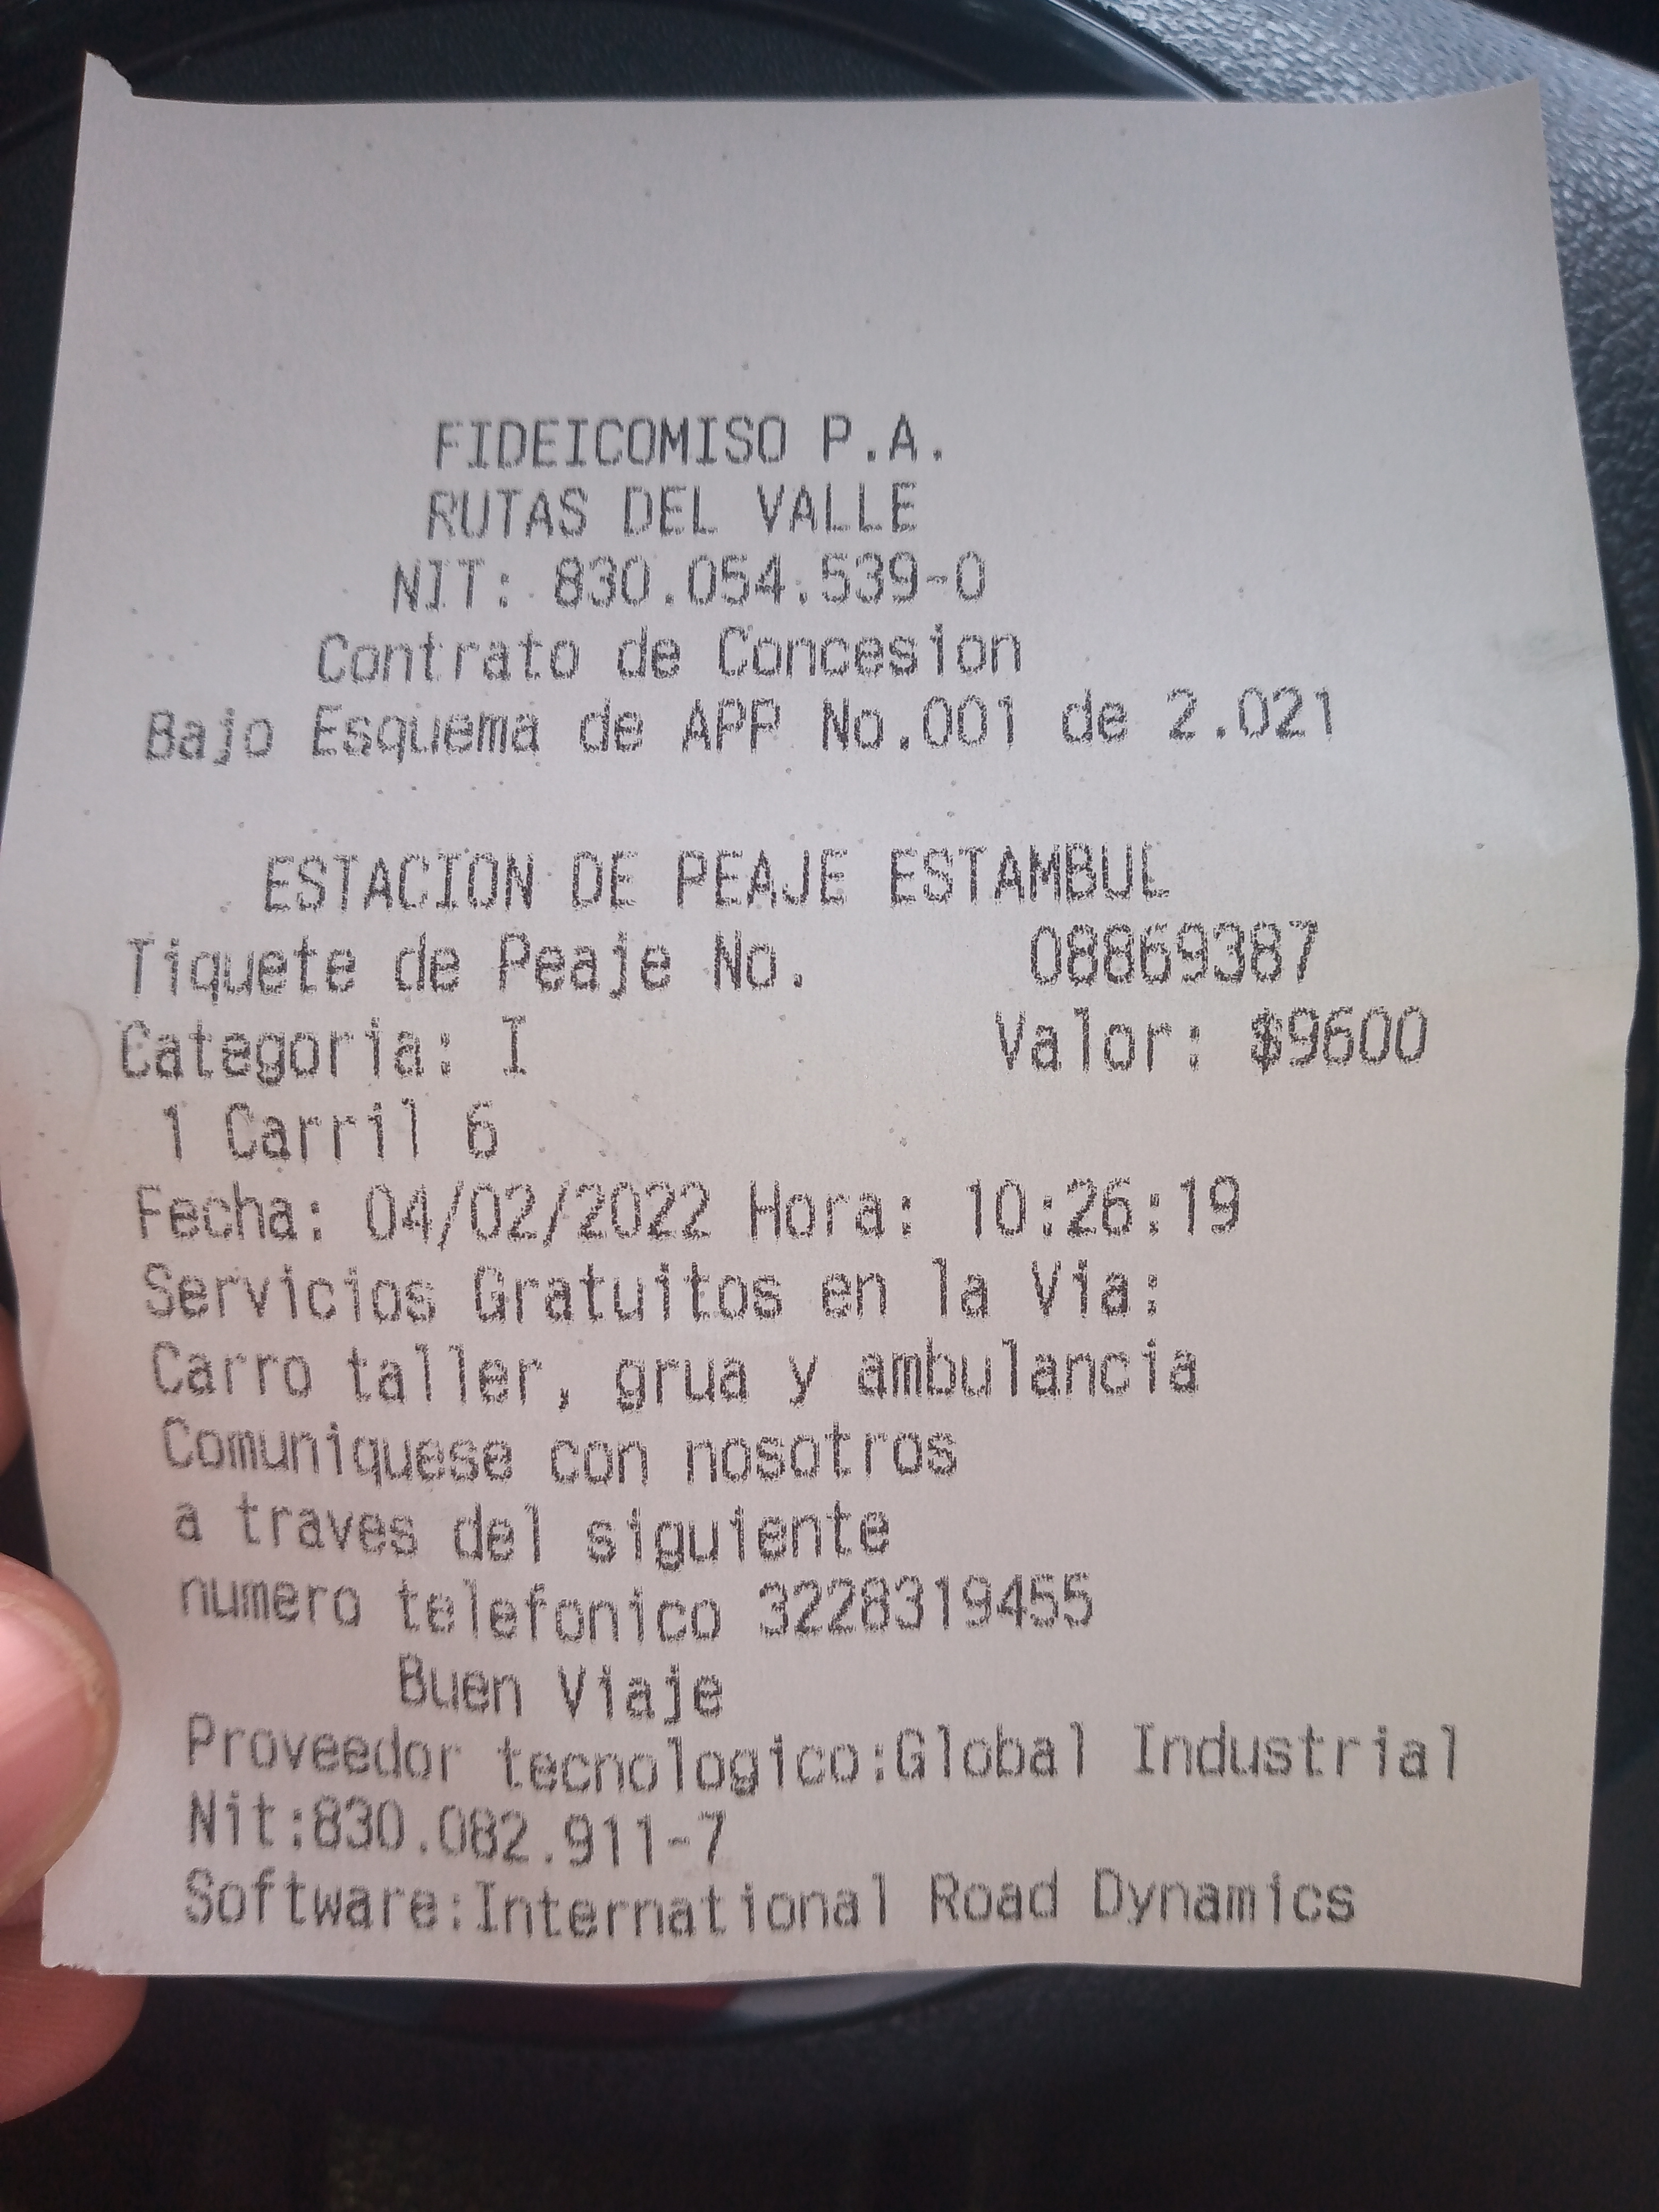 FIDEICOMISO P.A.
RUTAS DEL VALLE
NIT: 830.054.539-0
Contrato de Concesion
Bajo Esquema de APP No.001 de 2.021
ESTACION DE PEAJE ESTAMBUL
Tiquete de Peaje No. 08869387
Categoria: I Valor: $9600
1 Carril 6
Fecha: 04/02/2022 Hora: 10:26:19
Servicios Gratuitos en la Via:
Carro taller, grua y ambulancia
Comuniquese con nosotros
a traves del siguiente
numero telefonico 3228319455
Buen Viaje
Proveedor tecnologico:Global Industrial
Nit:830.082.911-7
Software:International Road Dynamics